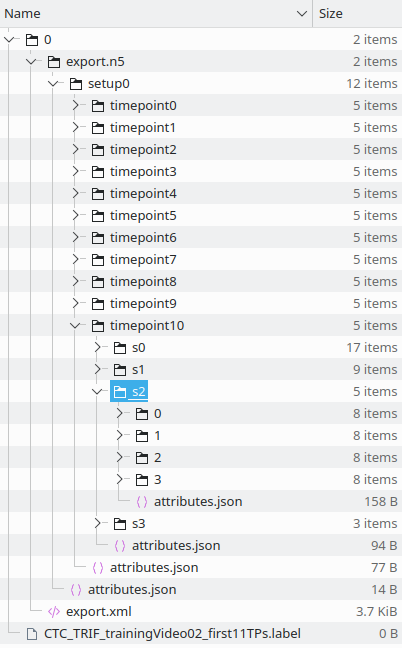 Name Size
0 2 items
export.n5 2 items
setup0 12 items
timepoint0 5 items
timepoint1 5 items
timepoint2 5 items
timepoint3 5 items
timepoint4 5 items
timepoint5 5 items
timepoint6 5 items
timepoint7 5 items
timepoint8 5 items
timepoint9 5 items
timepoint10 5 items
s0 17 items
s1 9 items
s2 5 items
0 8 items
1 8 items
2 8 items
3 8 items
attributes.json 158 B
s3 3 items
attributes.json 94 B
attributes.json 77 B
attributes.json 14 B
export.xml 3.7 KiB
CTC_TRIF_trainingVideo02_first11TPs.label 0 B